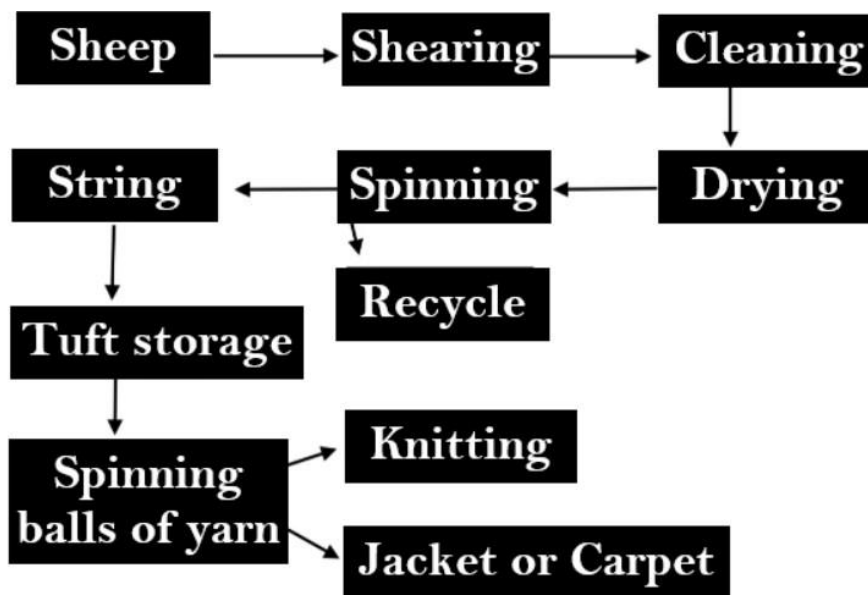 Sheep
Shearing
Cleaning
Drying
Spinning
String
Recycle
Tuft storage
Spinning
balls of yarn
Knitting
Jacket or Carpet